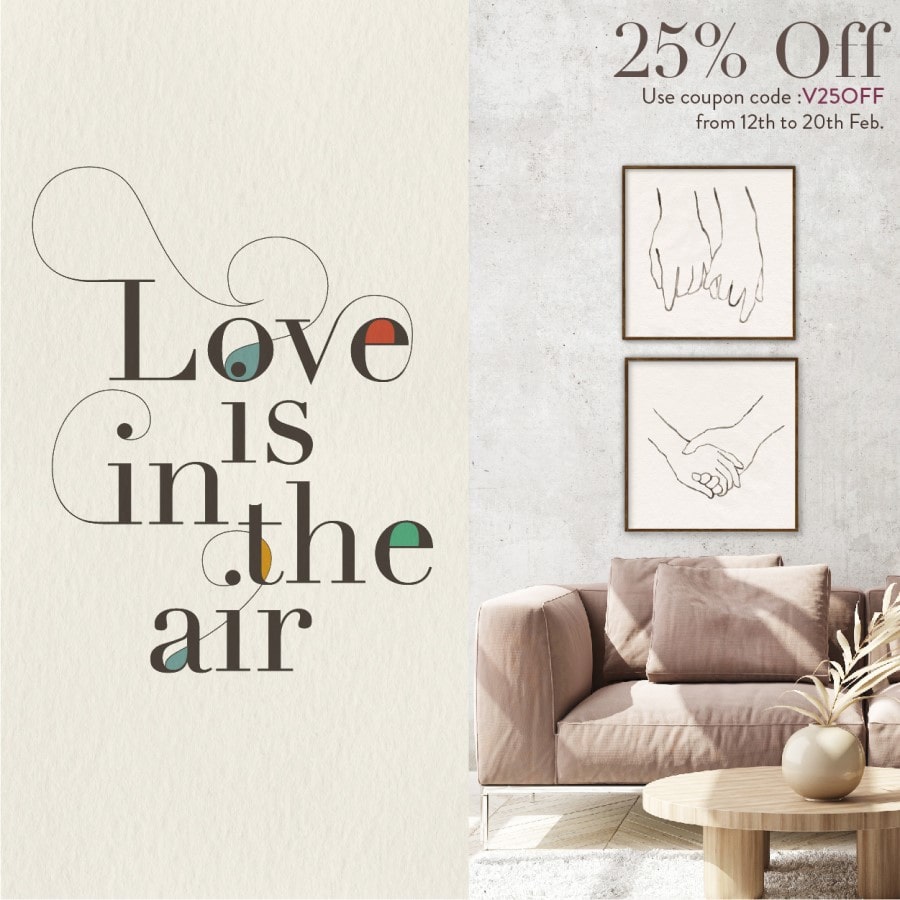 Love
is
in the
air
25% Off
Use coupon code :V25OFF
from 12th to 20th Feb.